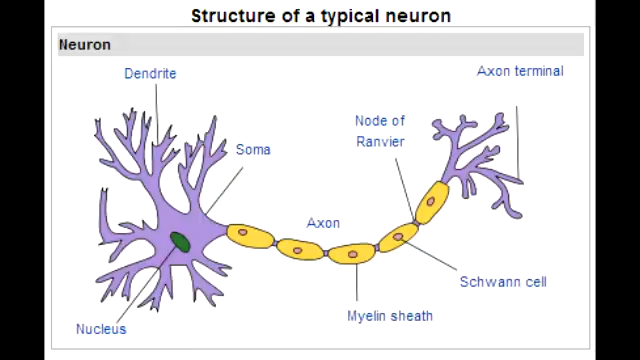 Structure of a typical neuron
Neuron
Dendrite
Axon terminal
Node of
Ranvier
Soma
Axon
Schwann cell
Myelin sheath
Nucleus